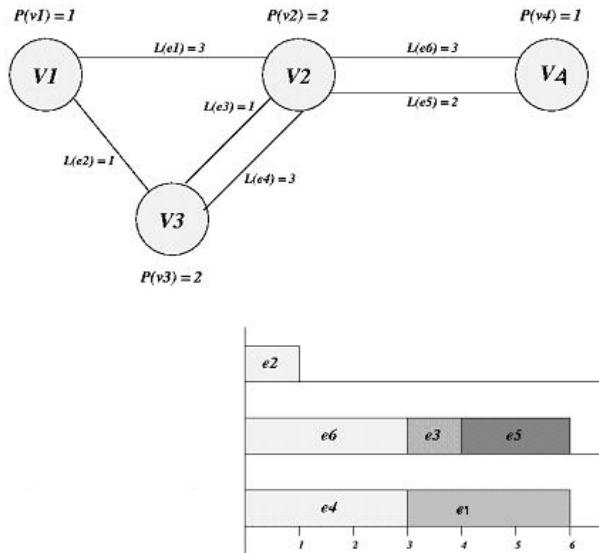 P(v1) = 1
P(v2) = 2
P(v4) = 1
L(e1) = 3
L(e6) = 3
V1
V2
V4
L(e3) = 1
L(e5) = 2
L(e2) = 1
L(e4) = 3
V3
P(v3) = 2
e2
e6 e3 e5
e4 e1
1 2 3 4 5 6